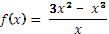 f(x) = (3x² − x³)/x